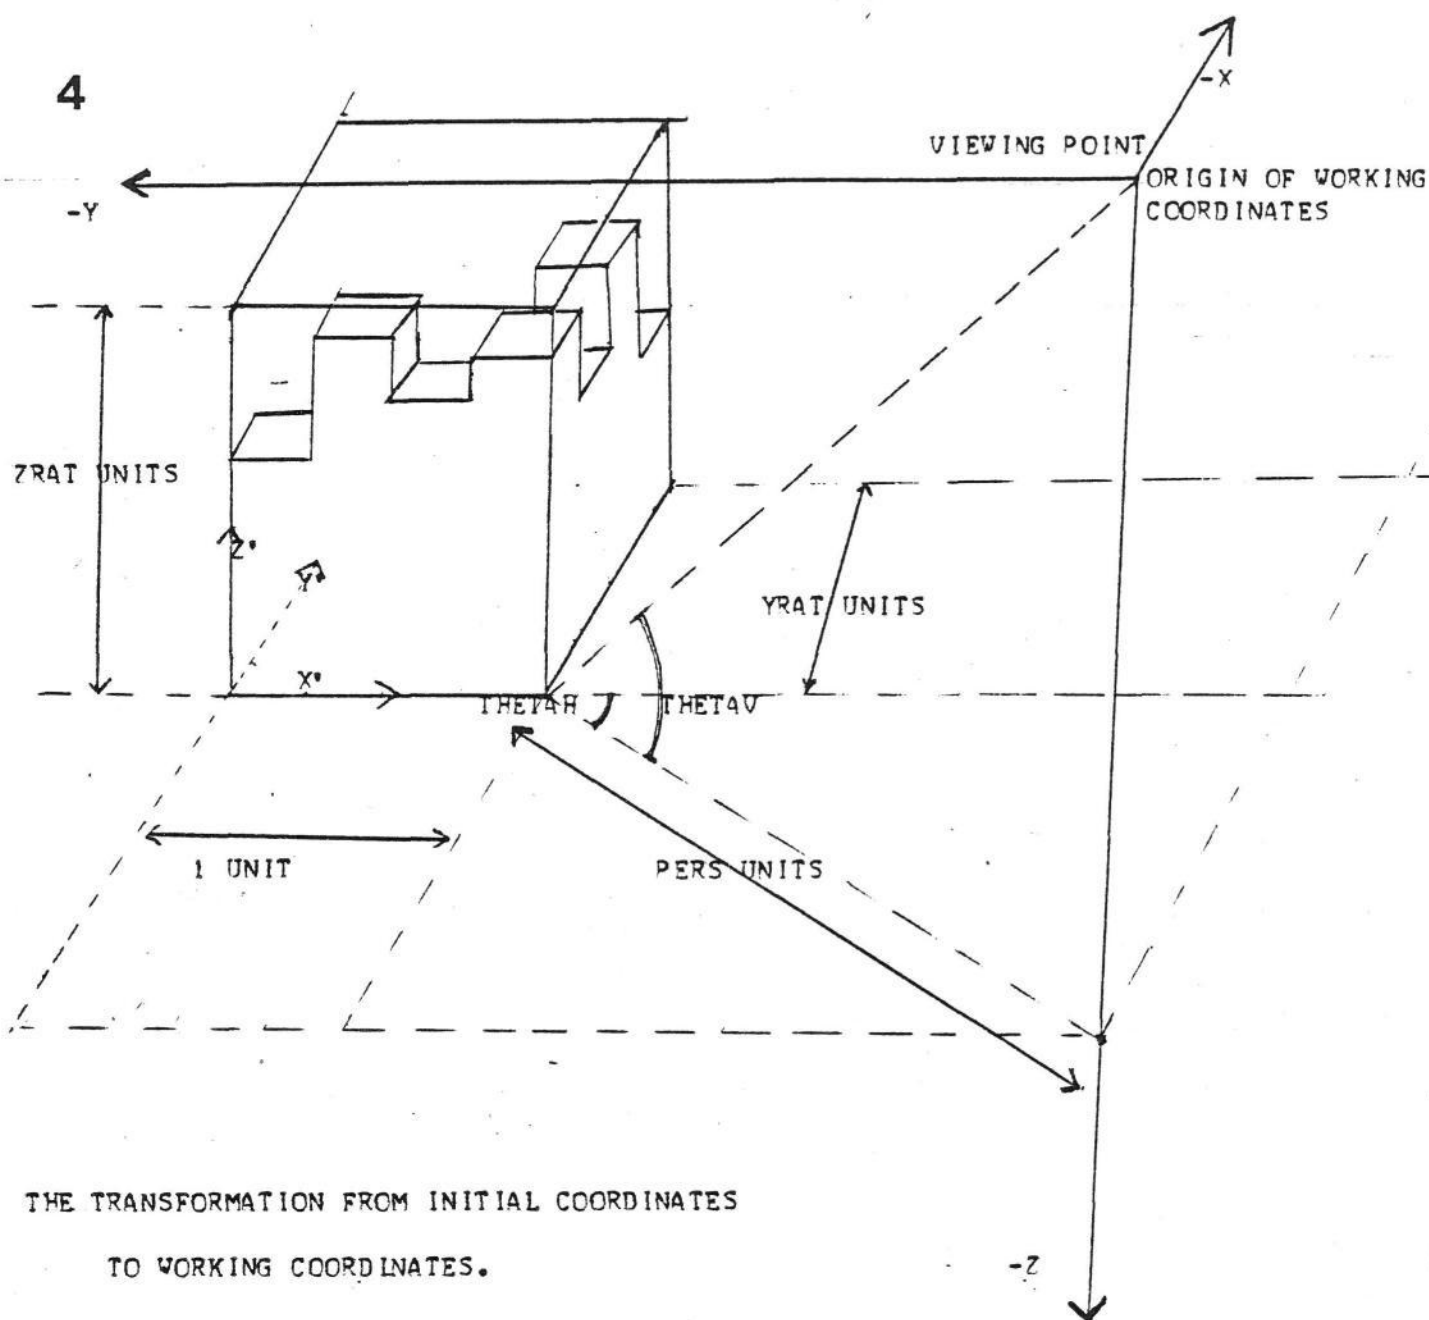 4
-X
VIEWING POINT
ORIGIN OF WORKING
COORDINATES
-Y
ZRAT UNITS
Z'
Y'
YRAT UNITS
X'
THETAH
THETAV
1 UNIT
PERS UNITS
THE TRANSFORMATION FROM INITIAL COORDINATES
TO WORKING COORDINATES.
-Z